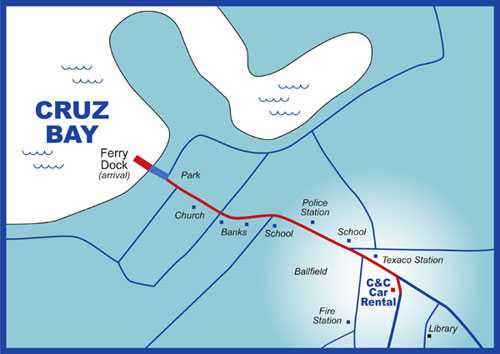 CRUZ
BAY
Ferry
Dock
(arrival)
Park
Church
Banks
School
Police
Station
School
Texaco Station
Ballfield
C&C
Car
Rental
Fire
Station
Library